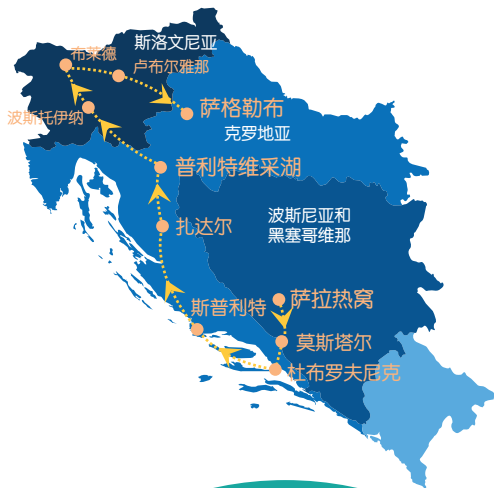 斯洛文尼亚
布莱德
卢布尔雅那
萨格勒布
波斯托伊纳
克罗地亚
普利特维采湖
波斯尼亚和
黑塞哥维那
扎达尔
萨拉热窝
斯普利特
莫斯塔尔
杜布罗夫尼克